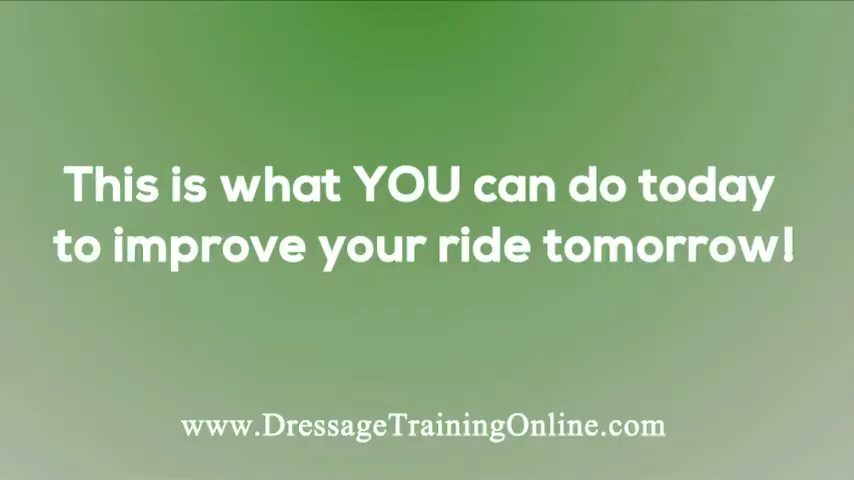 This is what YOU can do today
to improve your ride tomorrow!
www.DressageTrainingOnline.com